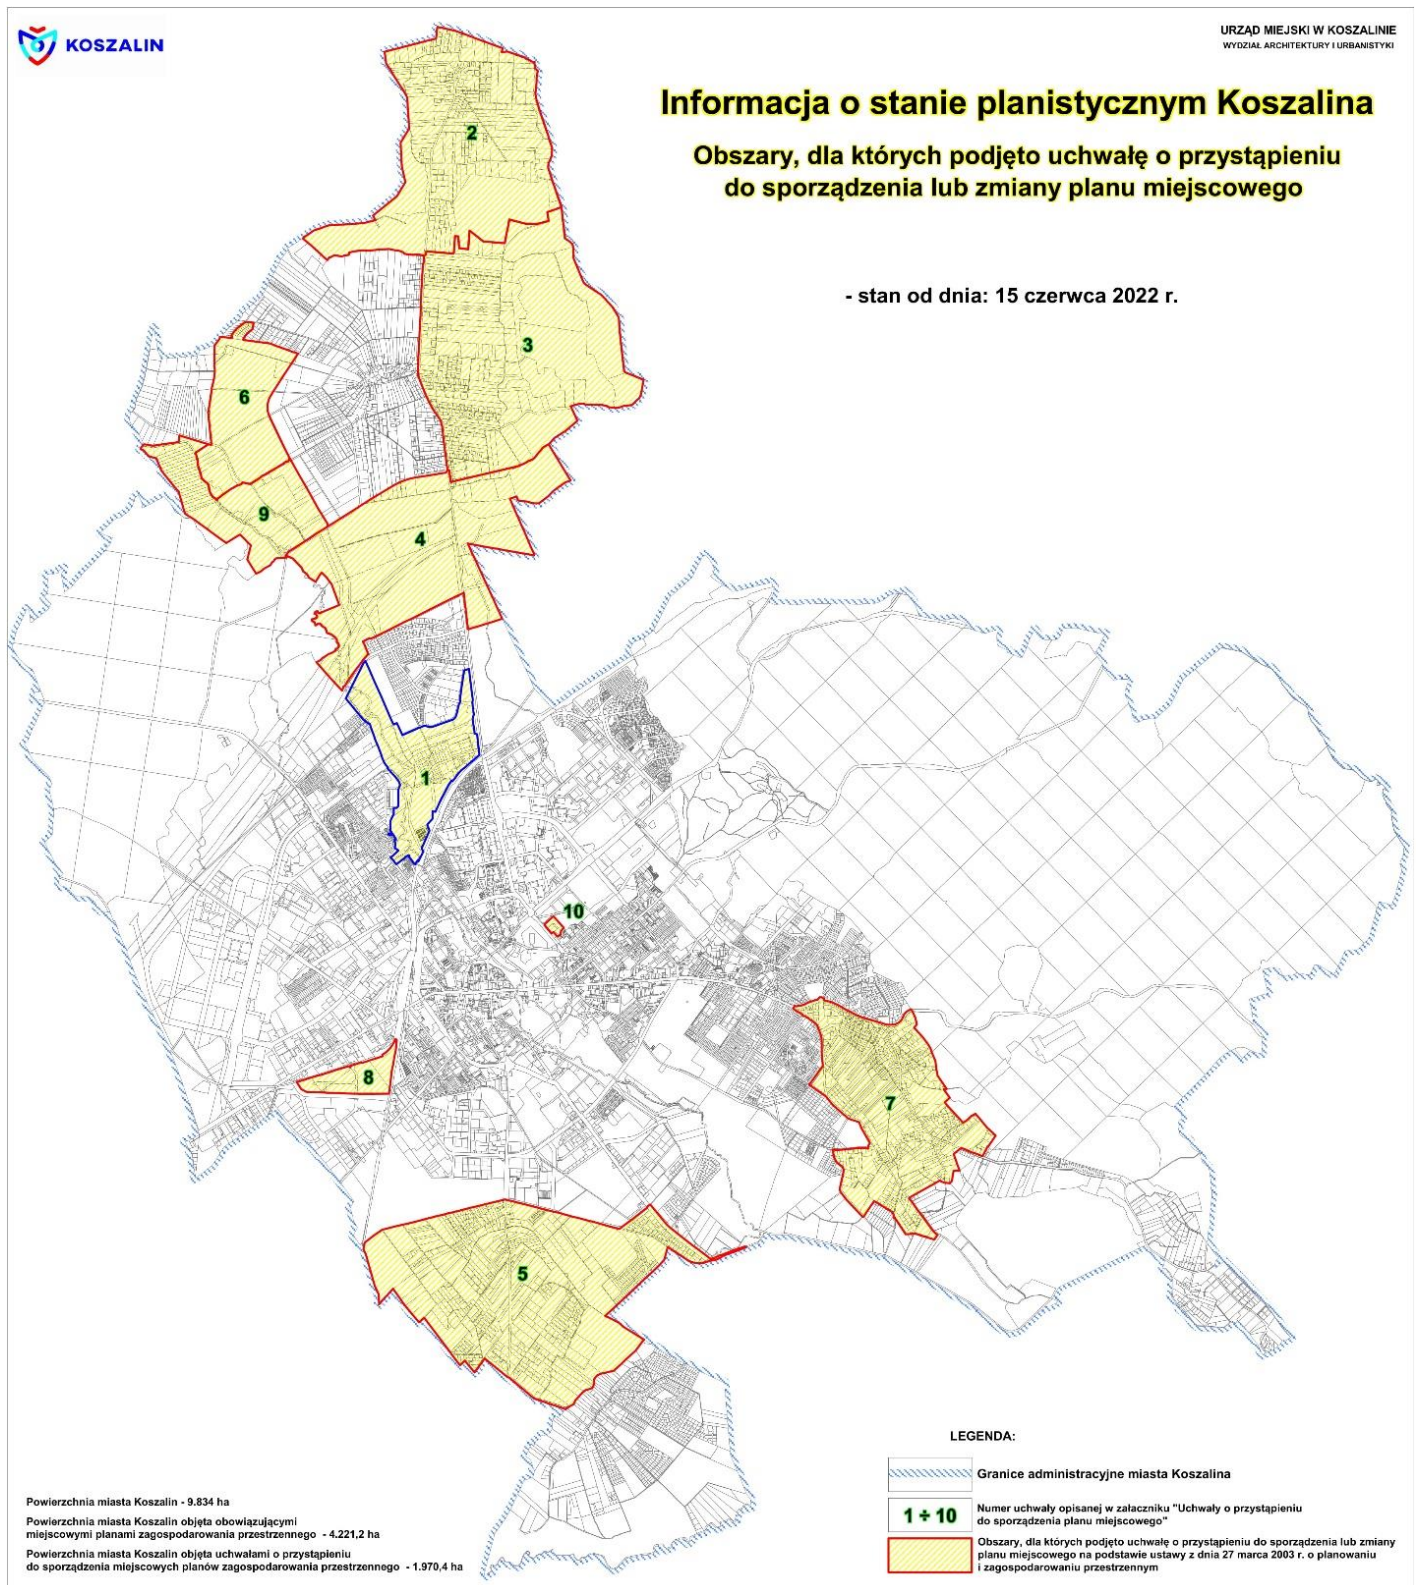 KOSZALIN
URZĄD MIEJSKI W KOSZALINIE
WYDZIAŁ ARCHITEKTURY I URBANISTYKI
Informacja o stanie planistycznym Koszalina
Obszary, dla których podjęto uchwałę o przystąpieniu
do sporządzenia lub zmiany planu miejscowego
- stan od dnia: 15 czerwca 2022 r.
2
3
6
9
4
1
10
8
7
5
LEGENDA:
Granice administracyjne miasta Koszalina
1 ÷ 10
Numer uchwały opisanej w załaczniku "Uchwały o przystąpieniu
do sporządzenia planu miejscowego"
Obszary, dla których podjęto uchwałę o przystąpieniu do sporządzenia lub zmiany
planu miejscowego na podstawie ustawy z dnia 27 marca 2003 r. o planowaniu
i zagospodarowaniu przestrzennym
Powierzchnia miasta Koszalin - 9.834 ha
Powierzchnia miasta Koszalin objęta obowiązującymi
miejscowymi planami zagospodarowania przestrzennego - 4.221,2 ha
Powierzchnia miasta Koszalin objęta uchwałami o przystąpieniu
do sporządzenia miejscowych planów zagospodarowania przestrzennego - 1.970,4 ha